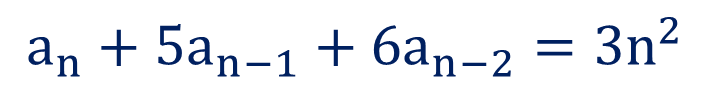 aₙ + 5aₙ₋₁ + 6aₙ₋₂ = 3n²